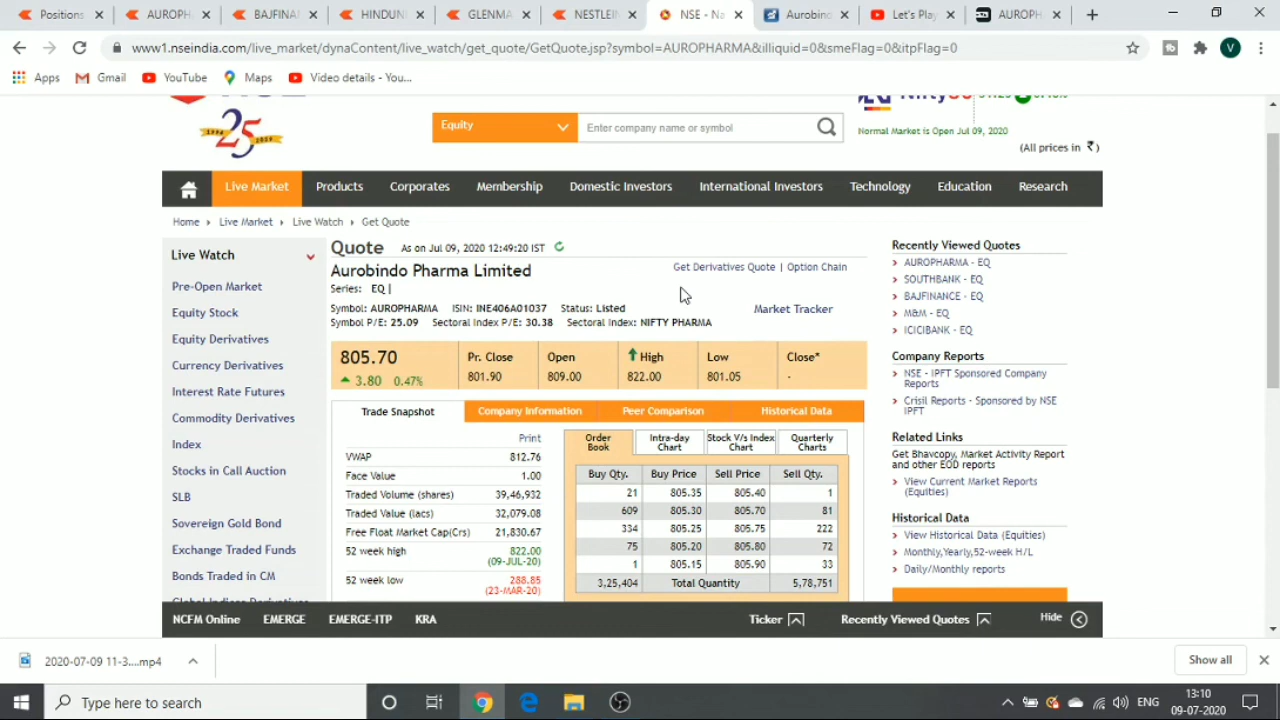 Positions
AUROPH
BAJFINA
HINDUN
GLENMA
NESTLEIN
NSE - Na
Aurobind
Let's Play
AUROPH
www1.nseindia.com/live_market/dynaContent/live_watch/get_quote/GetQuote.jsp?symbol=AUROPHARMA&illiquid=0&smeFlag=0&itpFlag=0
V
Apps
Gmail
YouTube
Maps
Video details - You...
25
Equity
Enter company name or symbol
Normal Market is Open Jul 09, 2020
(All prices in ₹)
Live Market
Products
Corporates
Membership
Domestic Investors
International Investors
Technology
Education
Research
Home
Live Market
Live Watch
Get Quote
Live Watch
Pre-Open Market
Equity Stock
Equity Derivatives
Currency Derivatives
Interest Rate Futures
Commodity Derivatives
Index
Stocks in Call Auction
SLB
Sovereign Gold Bond
Exchange Traded Funds
Bonds Traded in CM
Quote As on Jul 09, 2020 12:49:20 IST
Aurobindo Pharma Limited
Get Derivatives Quote | Option Chain
Series: EQ |
Symbol: AUROPHARMA ISIN: INE406A01037 Status: Listed
Market Tracker
Symbol P/E: 25.09 Sectoral Index P/E: 30.38 Sectoral Index: NIFTY PHARMA
805.70 Pr. Close Open High Low Close*
3.80 0.47% 801.90 809.00 822.00 801.05 -
Trade Snapshot
Company Information
Peer Comparison
Historical Data
Print
VWAP 812.76
Face Value 1.00
Traded Volume (shares) 39,46,932
Traded Value (lacs) 32,079.08
Free Float Market Cap(Crs) 21,830.67
52 week high 822.00
(09-JUL-20)
52 week low 288.85
(23-MAR-20)
Order Book
Intra-day Chart
Stock V/s Index Chart
Quarterly Charts
Buy Qty. Buy Price Sell Price Sell Qty.
21 805.35 805.40 1
609 805.30 805.70 81
334 805.25 805.75 222
75 805.20 805.80 72
1 805.15 805.90 33
3,25,404 Total Quantity 5,78,751
Recently Viewed Quotes
AUROPHARMA - EQ
SOUTHBANK - EQ
BAJFINANCE - EQ
M&M - EQ
ICICIBANK - EQ
Company Reports
NSE - IPFT Sponsored Company
Reports
Crisil Reports - Sponsored by NSE
IPFT
Related Links
Get Bhavcopy, Market Activity Report
and other EOD reports
View Current Market Reports
(Equities)
Historical Data
View Historical Data (Equities)
Monthly,Yearly,52-week H/L
Daily/Monthly reports
NCFM Online
EMERGE
EMERGE-ITP
KRA
Ticker
Recently Viewed Quotes
Hide
2020-07-09 11-3....mp4
Show all
Type here to search
ENG
13:10
09-07-2020